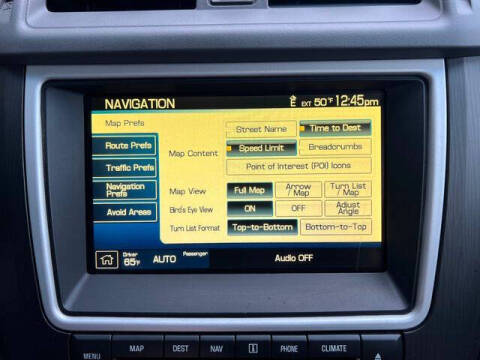 NAVIGATION
E EXT 50°F 12:45pm
Map Prefs
Route Prefs
Traffic Prefs
Navigation Prefs
Avoid Areas
Street Name Time to Dest
Map Content Speed Limit Breadcrumbs
Point of Interest (POI) Icons
Map View Full Map Arrow / Map Turn List / Map
Bird's Eye View ON OFF Adjust Angle
Turn List Format Top-to-Bottom Bottom-to-Top
Driver 65°F AUTO Passenger Audio OFF
MENU MAP DEST NAV i PHONE CLIMATE